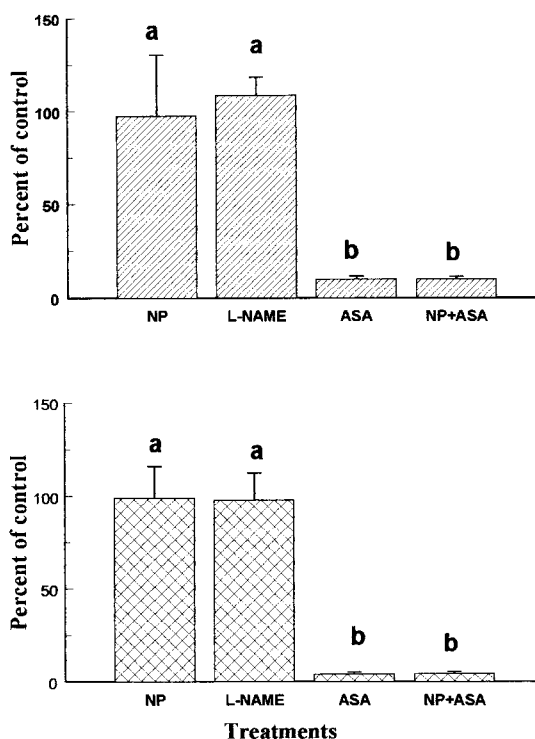 150
a
a
100
Percent of control
50
b
b
0
NP L-NAME ASA NP+ASA
150
a
a
100
Percent of control
50
b
b
0
NP L-NAME ASA NP+ASA
Treatments